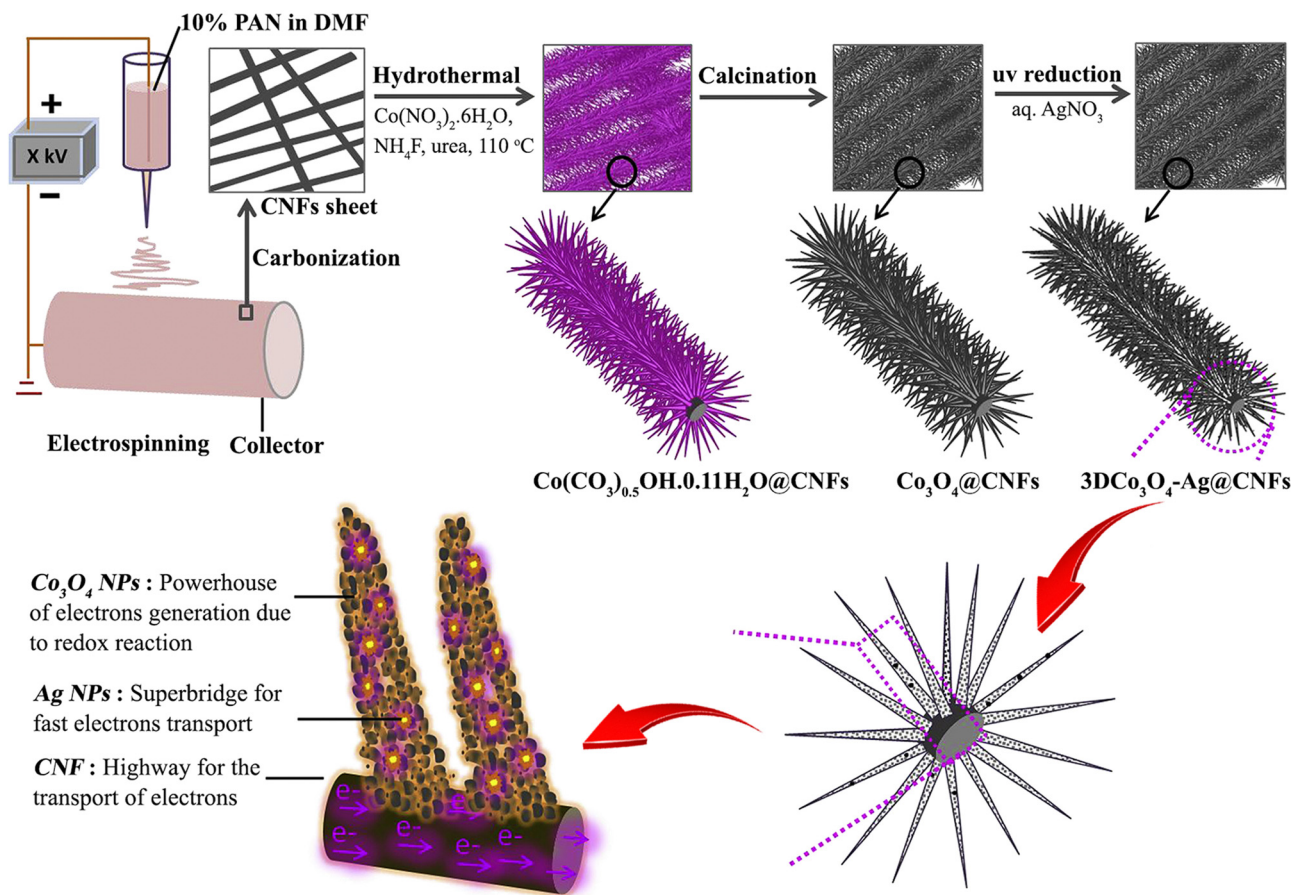 10% PAN in DMF
+
X kV
−
CNFs sheet
Carbonization
Electrospinning
Collector
Hydrothermal
Co(NO₃)₂.6H₂O,
NH₄F, urea, 110 °C
Calcination
uv reduction
aq. AgNO₃
Co(CO₃)₀.₅OH.0.11H₂O@CNFs
Co₃O₄@CNFs
3DCo₃O₄-Ag@CNFs
Co₃O₄ NPs : Powerhouse
of electrons generation due
to redox reaction
Ag NPs : Superbridge for
fast electrons transport
CNF : Highway for the
transport of electrons
e-
e-
e-
e-
e-
e-